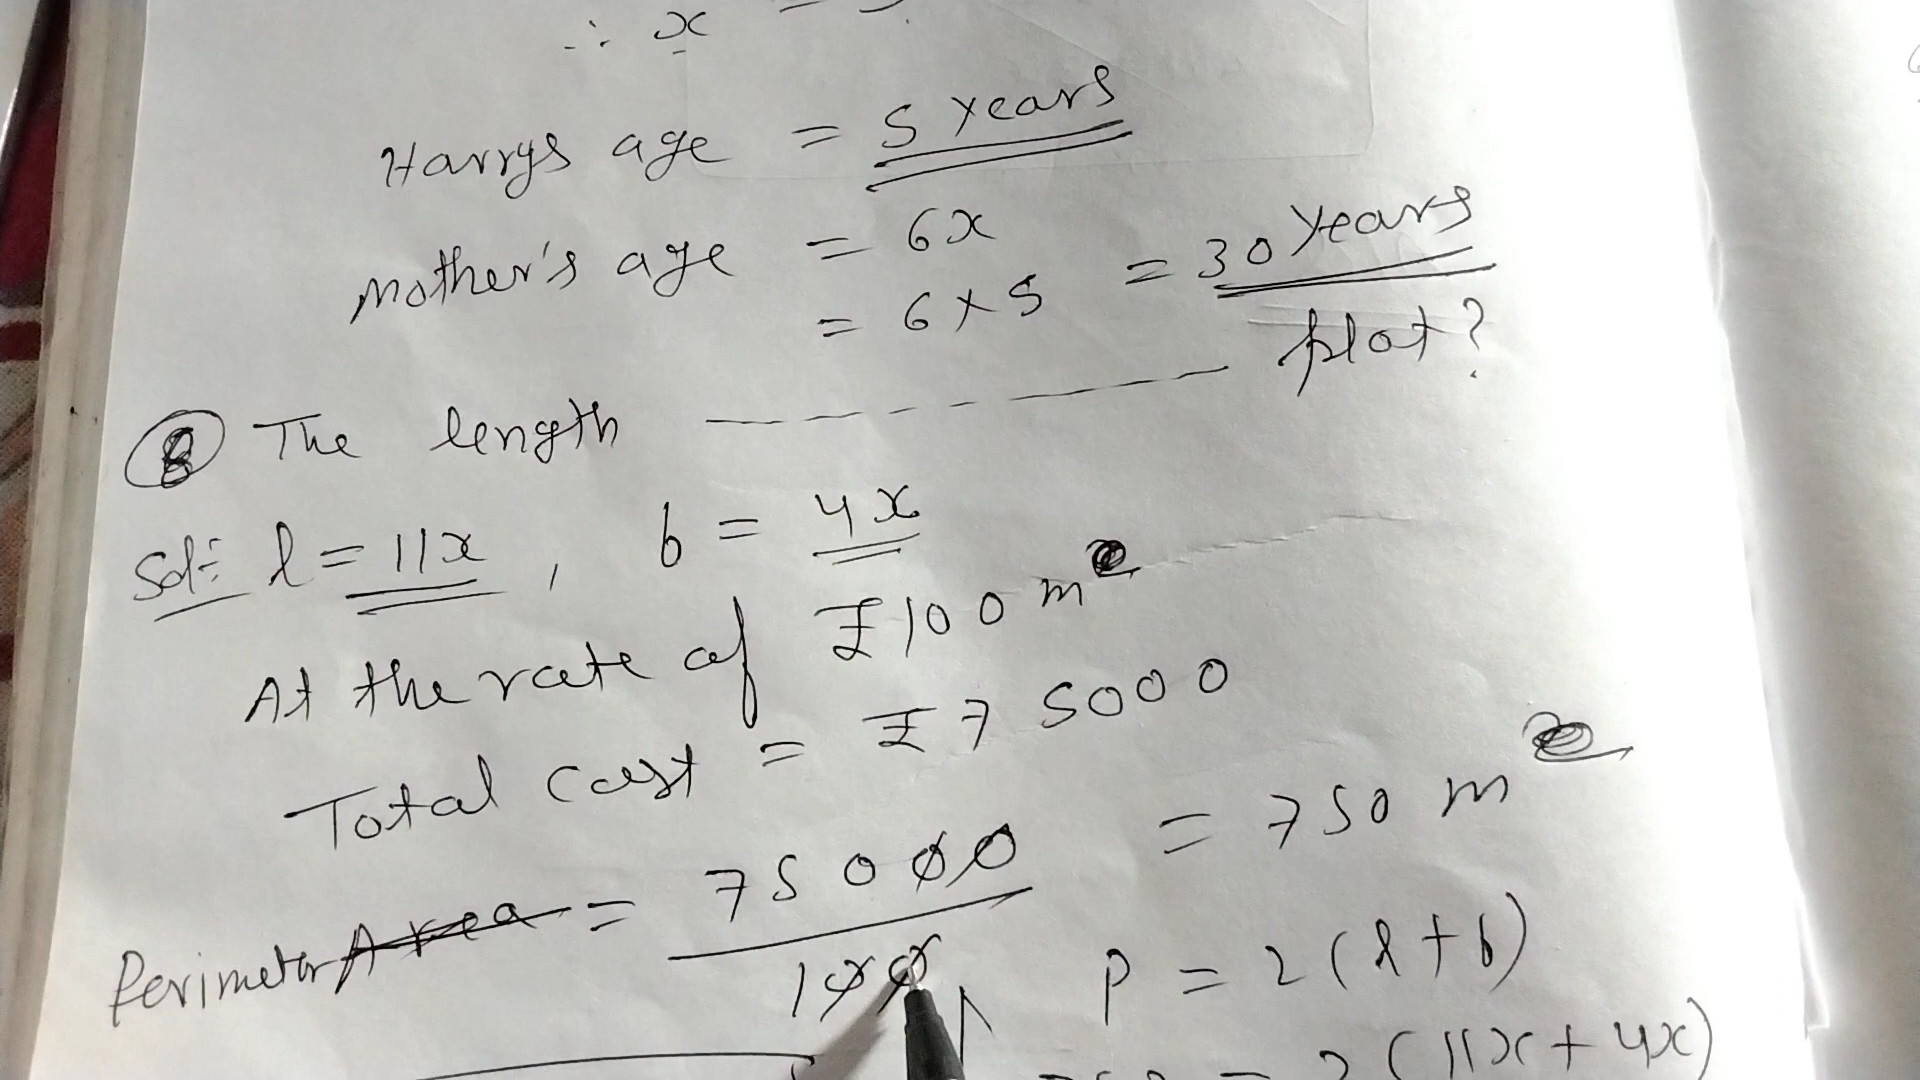 ∴ x =
Harrys age = 5 years
Mother's age = 6x
= 6 x 5 = 30 years
8 The length ———— plot?
Sol: l = 11x, b = 4x
At the rate of ₹100 m
Total cost = ₹75000
Perimeter Area = 75000/100 = 750 m
P = 2(l+b)
= 2(11x+4x)